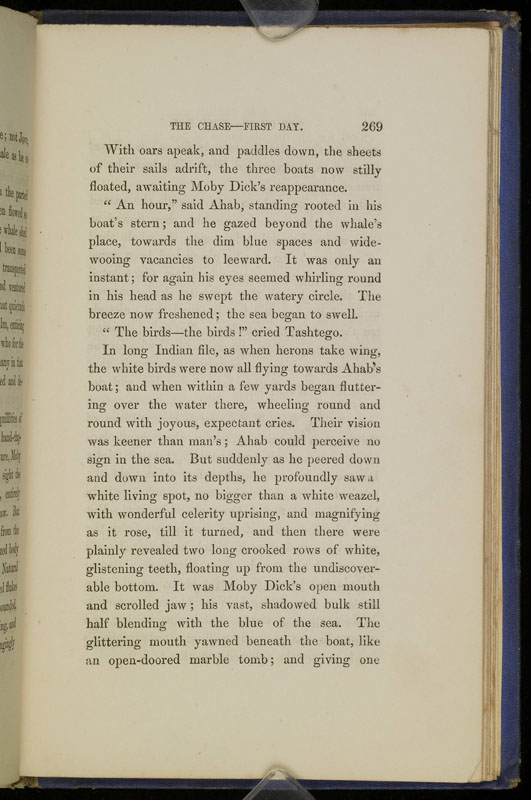 THE CHASE—FIRST DAY. 269
With oars apeak, and paddles down, the sheets
of their sails adrift, the three boats now stilly
floated, awaiting Moby Dick's reappearance.
“ An hour,” said Ahab, standing rooted in his
boat's stern; and he gazed beyond the whale's
place, towards the dim blue spaces and wide-
wooing vacancies to leeward. It was only an
instant; for again his eyes seemed whirling round
in his head as he swept the watery circle. The
breeze now freshened; the sea began to swell.
“ The birds—the birds !” cried Tashtego.
In long Indian file, as when herons take wing,
the white birds were now all flying towards Ahab's
boat; and when within a few yards began flutter-
ing over the water there, wheeling round and
round with joyous, expectant cries. Their vision
was keener than man's; Ahab could perceive no
sign in the sea. But suddenly as he peered down
and down into its depths, he profoundly saw a
white living spot, no bigger than a white weazel,
with wonderful celerity uprising, and magnifying
as it rose, till it turned, and then there were
plainly revealed two long crooked rows of white,
glistening teeth, floating up from the undiscover-
able bottom. It was Moby Dick's open mouth
and scrolled jaw; his vast, shadowed bulk still
half blending with the blue of the sea. The
glittering mouth yawned beneath the boat, like
an open-doored marble tomb; and giving one